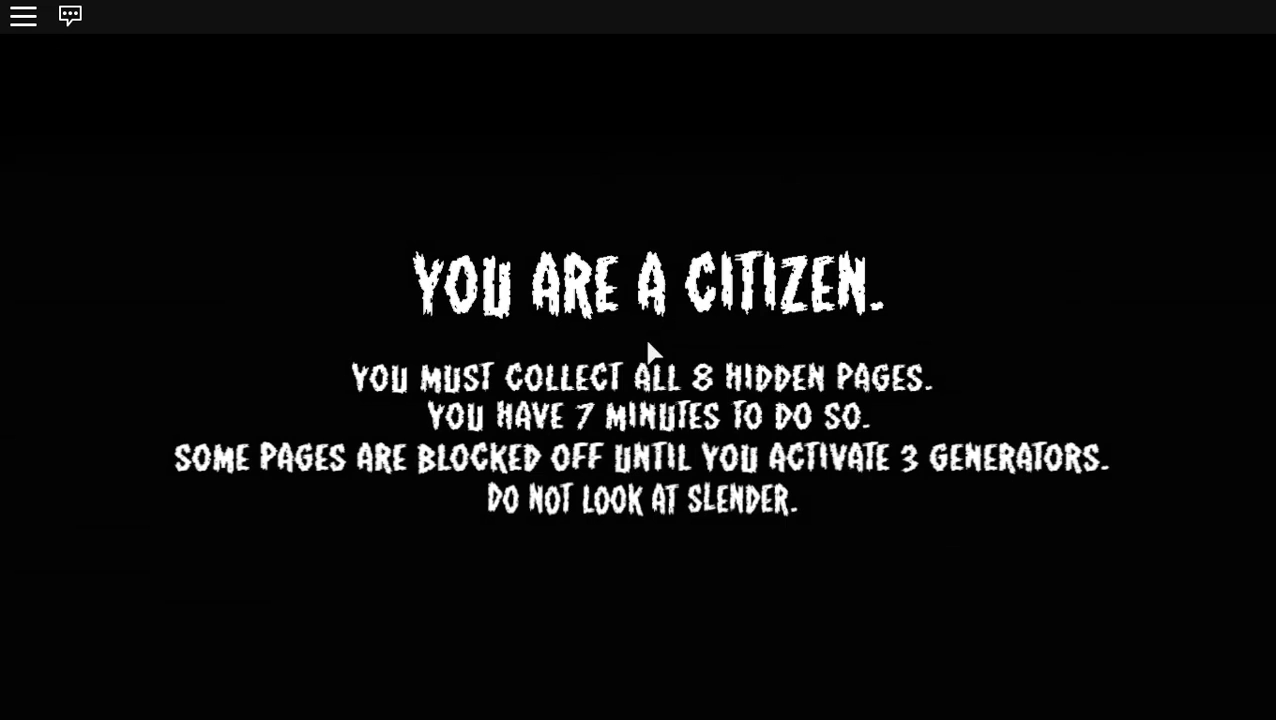 YOU ARE A CITIZEN.
YOU MUST COLLECT ALL 8 HIDDEN PAGES.
YOU HAVE 7 MINUTES TO DO SO.
SOME PAGES ARE BLOCKED OFF UNTIL YOU ACTIVATE 3 GENERATORS.
DO NOT LOOK AT SLENDER.